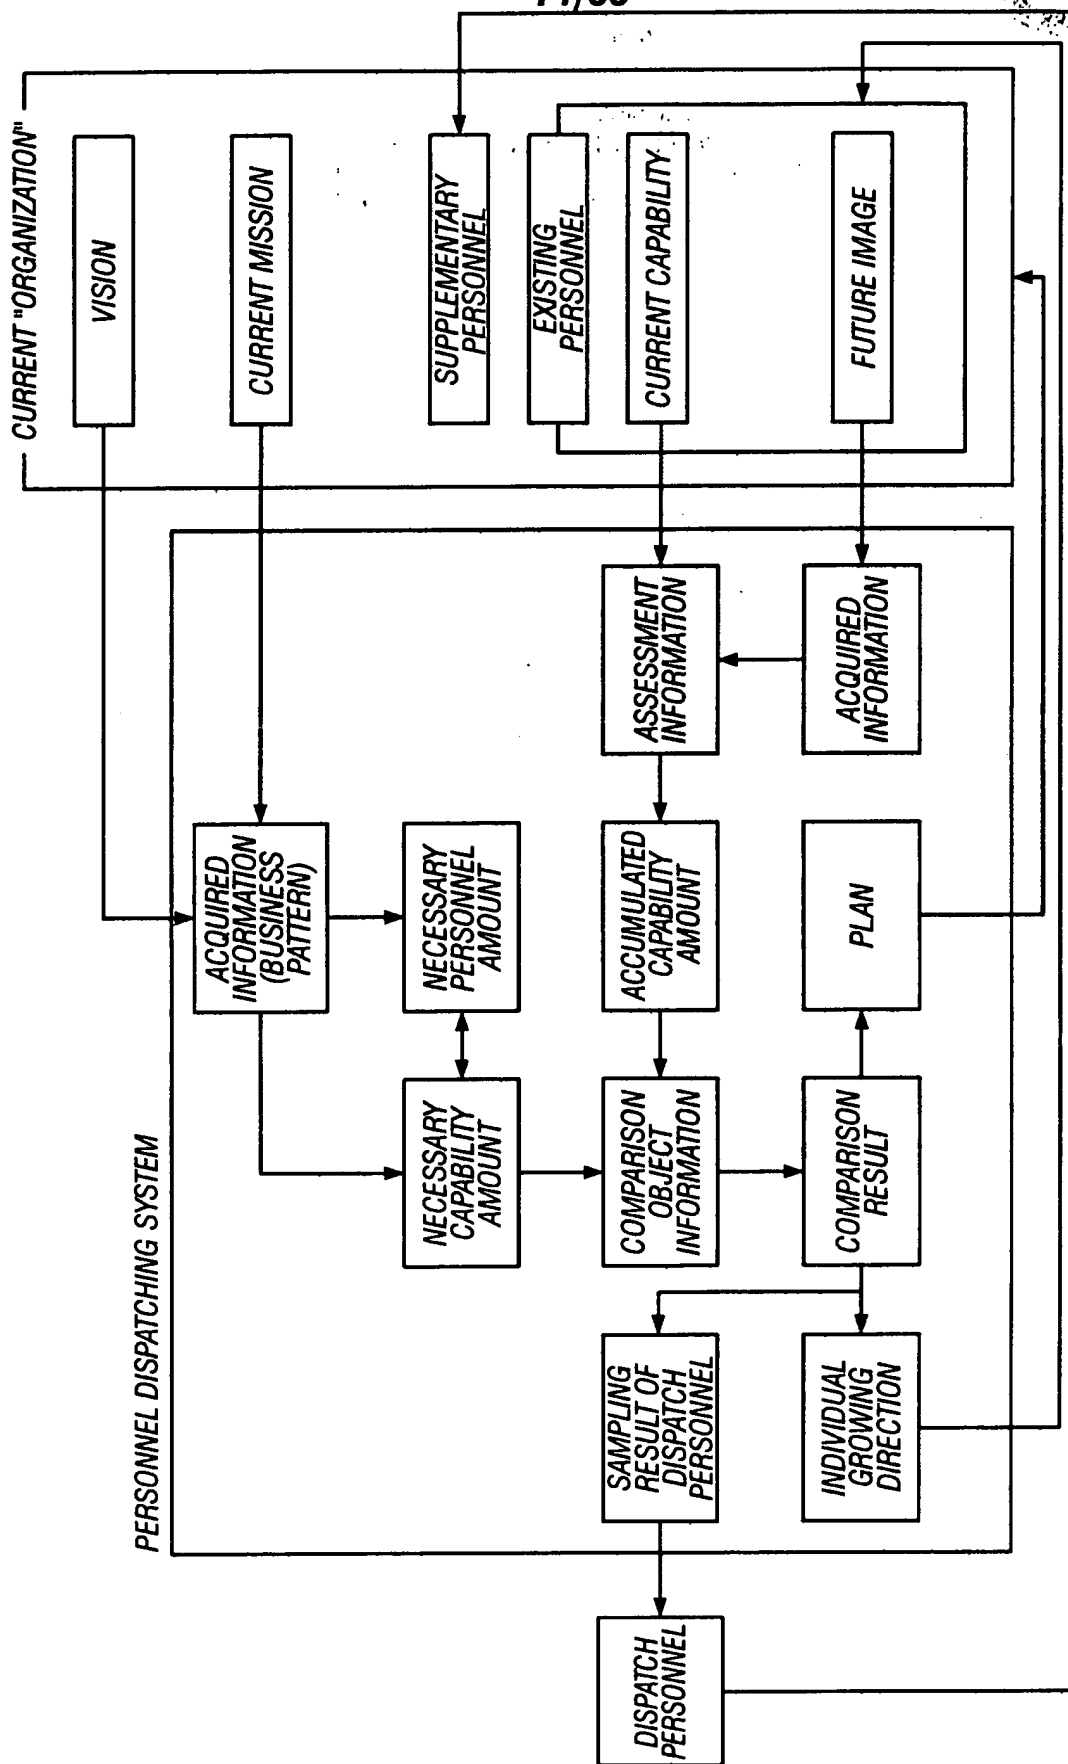 CURRENT "ORGANIZATION"
VISION
PERSONNEL DISPATCHING SYSTEM
ACQUIRED
INFORMATION
(BUSINESS
PATTERN)
CURRENT MISSION
NECESSARY
CAPABILITY
AMOUNT
NECESSARY
PERSONNEL
AMOUNT
SUPPLEMENTARY
PERSONNEL
EXISTING
PERSONNEL
DISPATCH
PERSONNEL
SAMPLING
RESULT OF
DISPATCH
PERSONNEL
COMPARISON
OBJECT
INFORMATION
ACCUMULATED
CAPABILITY
AMOUNT
ASSESSMENT
INFORMATION
CURRENT CAPABILITY
INDIVIDUAL
GROWING
DIRECTION
COMPARISON
RESULT
PLAN
ACQUIRED
INFORMATION
FUTURE IMAGE